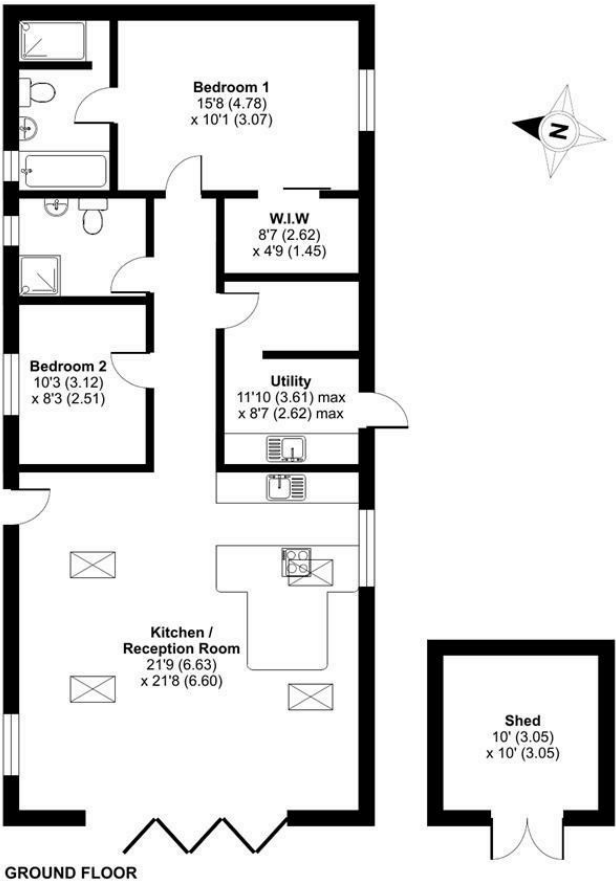 Bedroom 1
15'8 (4.78)
x 10'1 (3.07)
N
W.I.W
8'7 (2.62)
x 4'9 (1.45)
Bedroom 2
10'3 (3.12)
x 8'3 (2.51)
Utility
11'10 (3.61) max
x 8'7 (2.62) max
Kitchen /
Reception Room
21'9 (6.63)
x 21'8 (6.60)
Shed
10' (3.05)
x 10' (3.05)
GROUND FLOOR